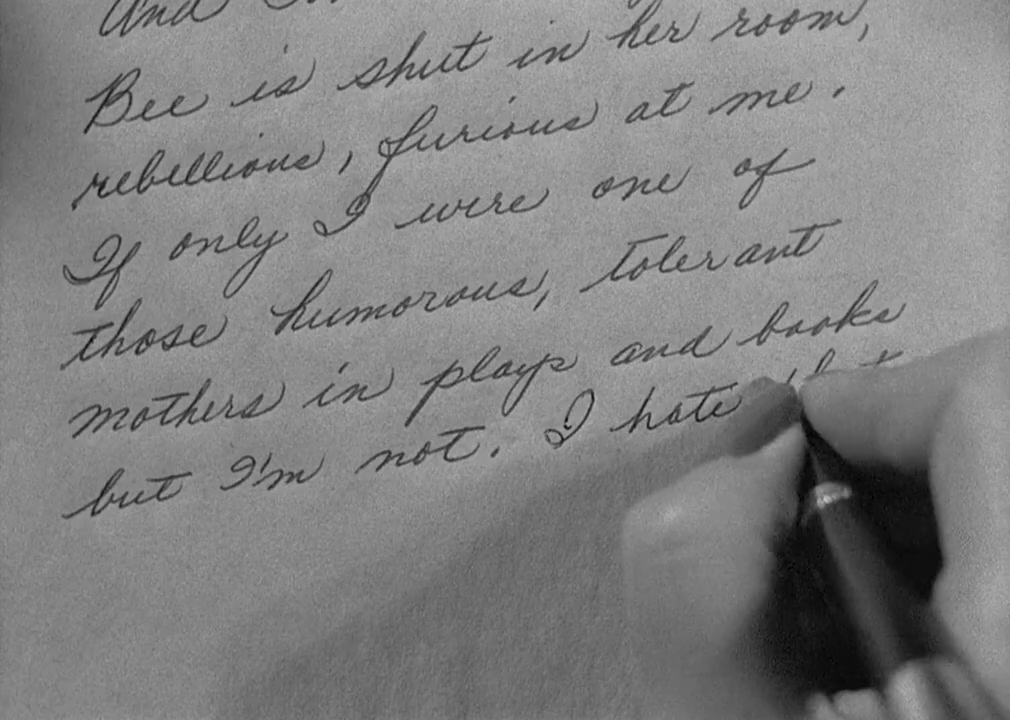 And
Bee is shut in her room,
rebellious, furious at me.
If only I were one of
those humorous, tolerant
mothers in plays and books
but I'm not. I hate